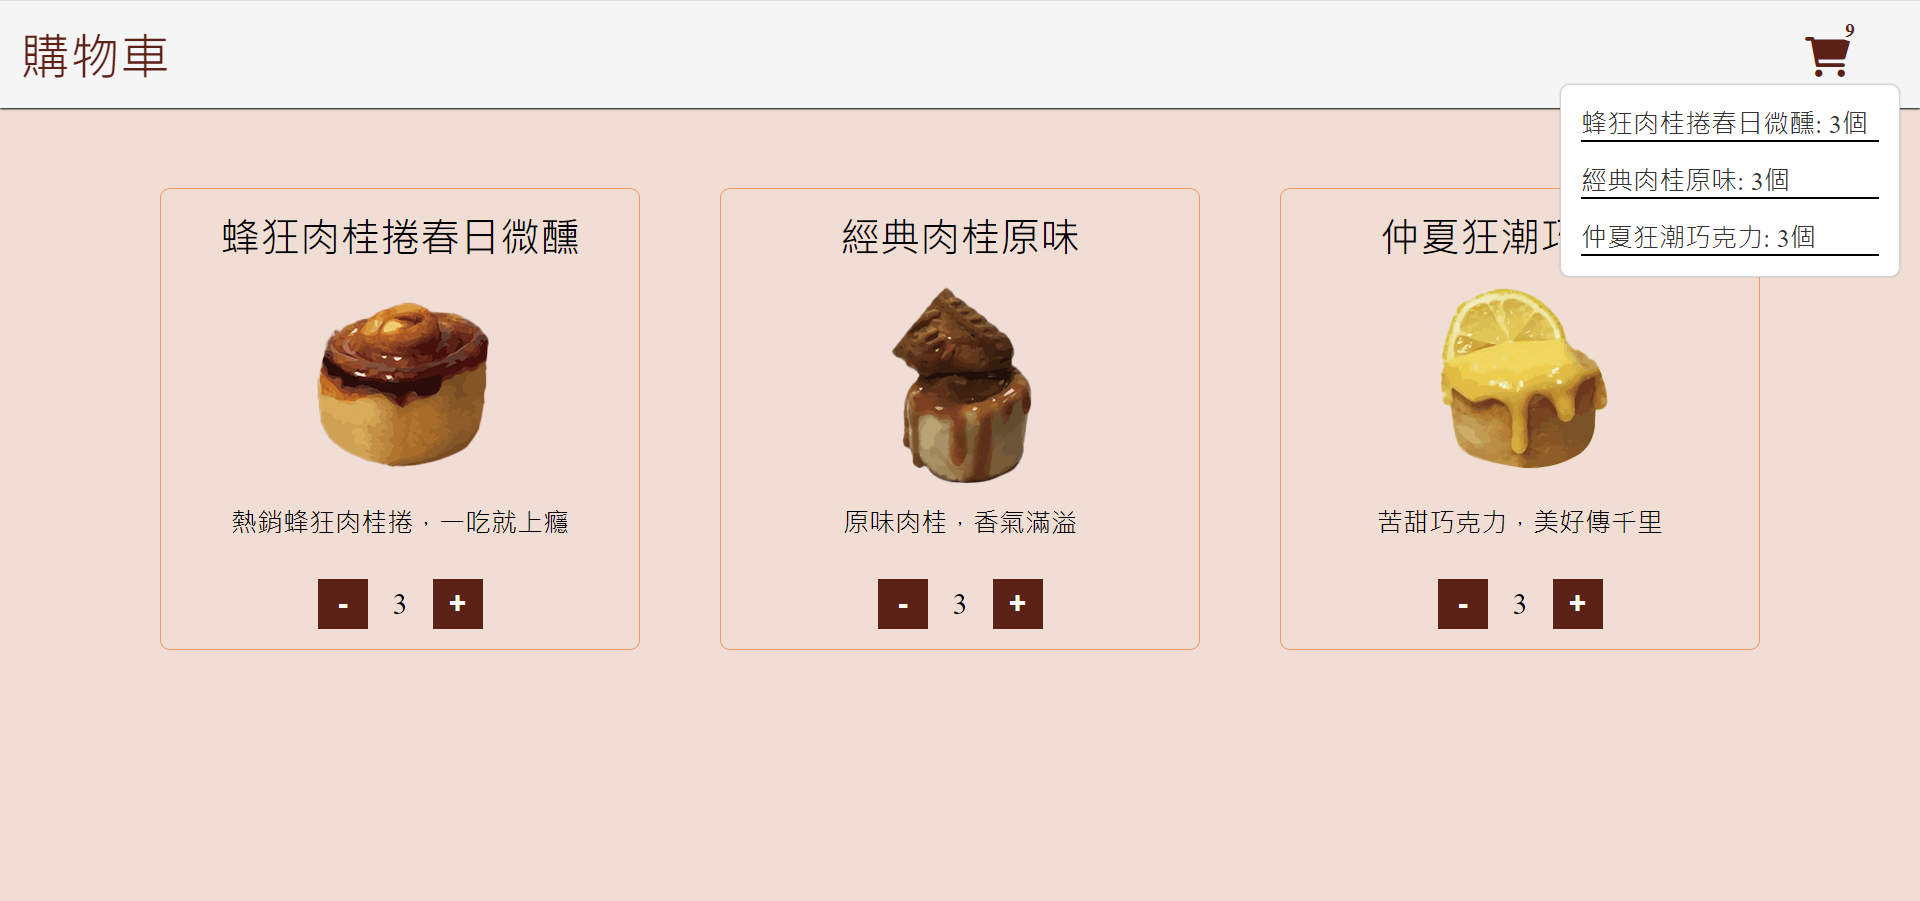 購物車
9
蜂狂肉桂捲春日微醺: 3個
經典肉桂原味: 3個
仲夏狂潮巧克力: 3個
蜂狂肉桂捲春日微醺
熱銷蜂狂肉桂捲，一吃就上癮
- 3 +
經典肉桂原味
原味肉桂，香氣滿溢
- 3 +
仲夏狂潮
苦甜巧克力，美好傳千里
- 3 +